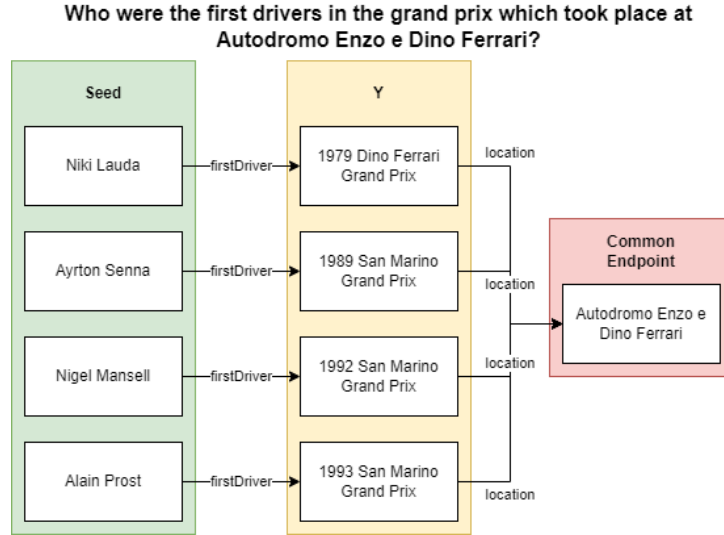 Who were the first drivers in the grand prix which took place at
Autodromo Enzo e Dino Ferrari?
Seed
Y
Niki Lauda
firstDriver
1979 Dino Ferrari
Grand Prix
location
Ayrton Senna
firstDriver
1989 San Marino
Grand Prix
location
Common
Endpoint
Autodromo Enzo e
Dino Ferrari
Nigel Mansell
firstDriver
1992 San Marino
Grand Prix
location
Alain Prost
firstDriver
1993 San Marino
Grand Prix
location